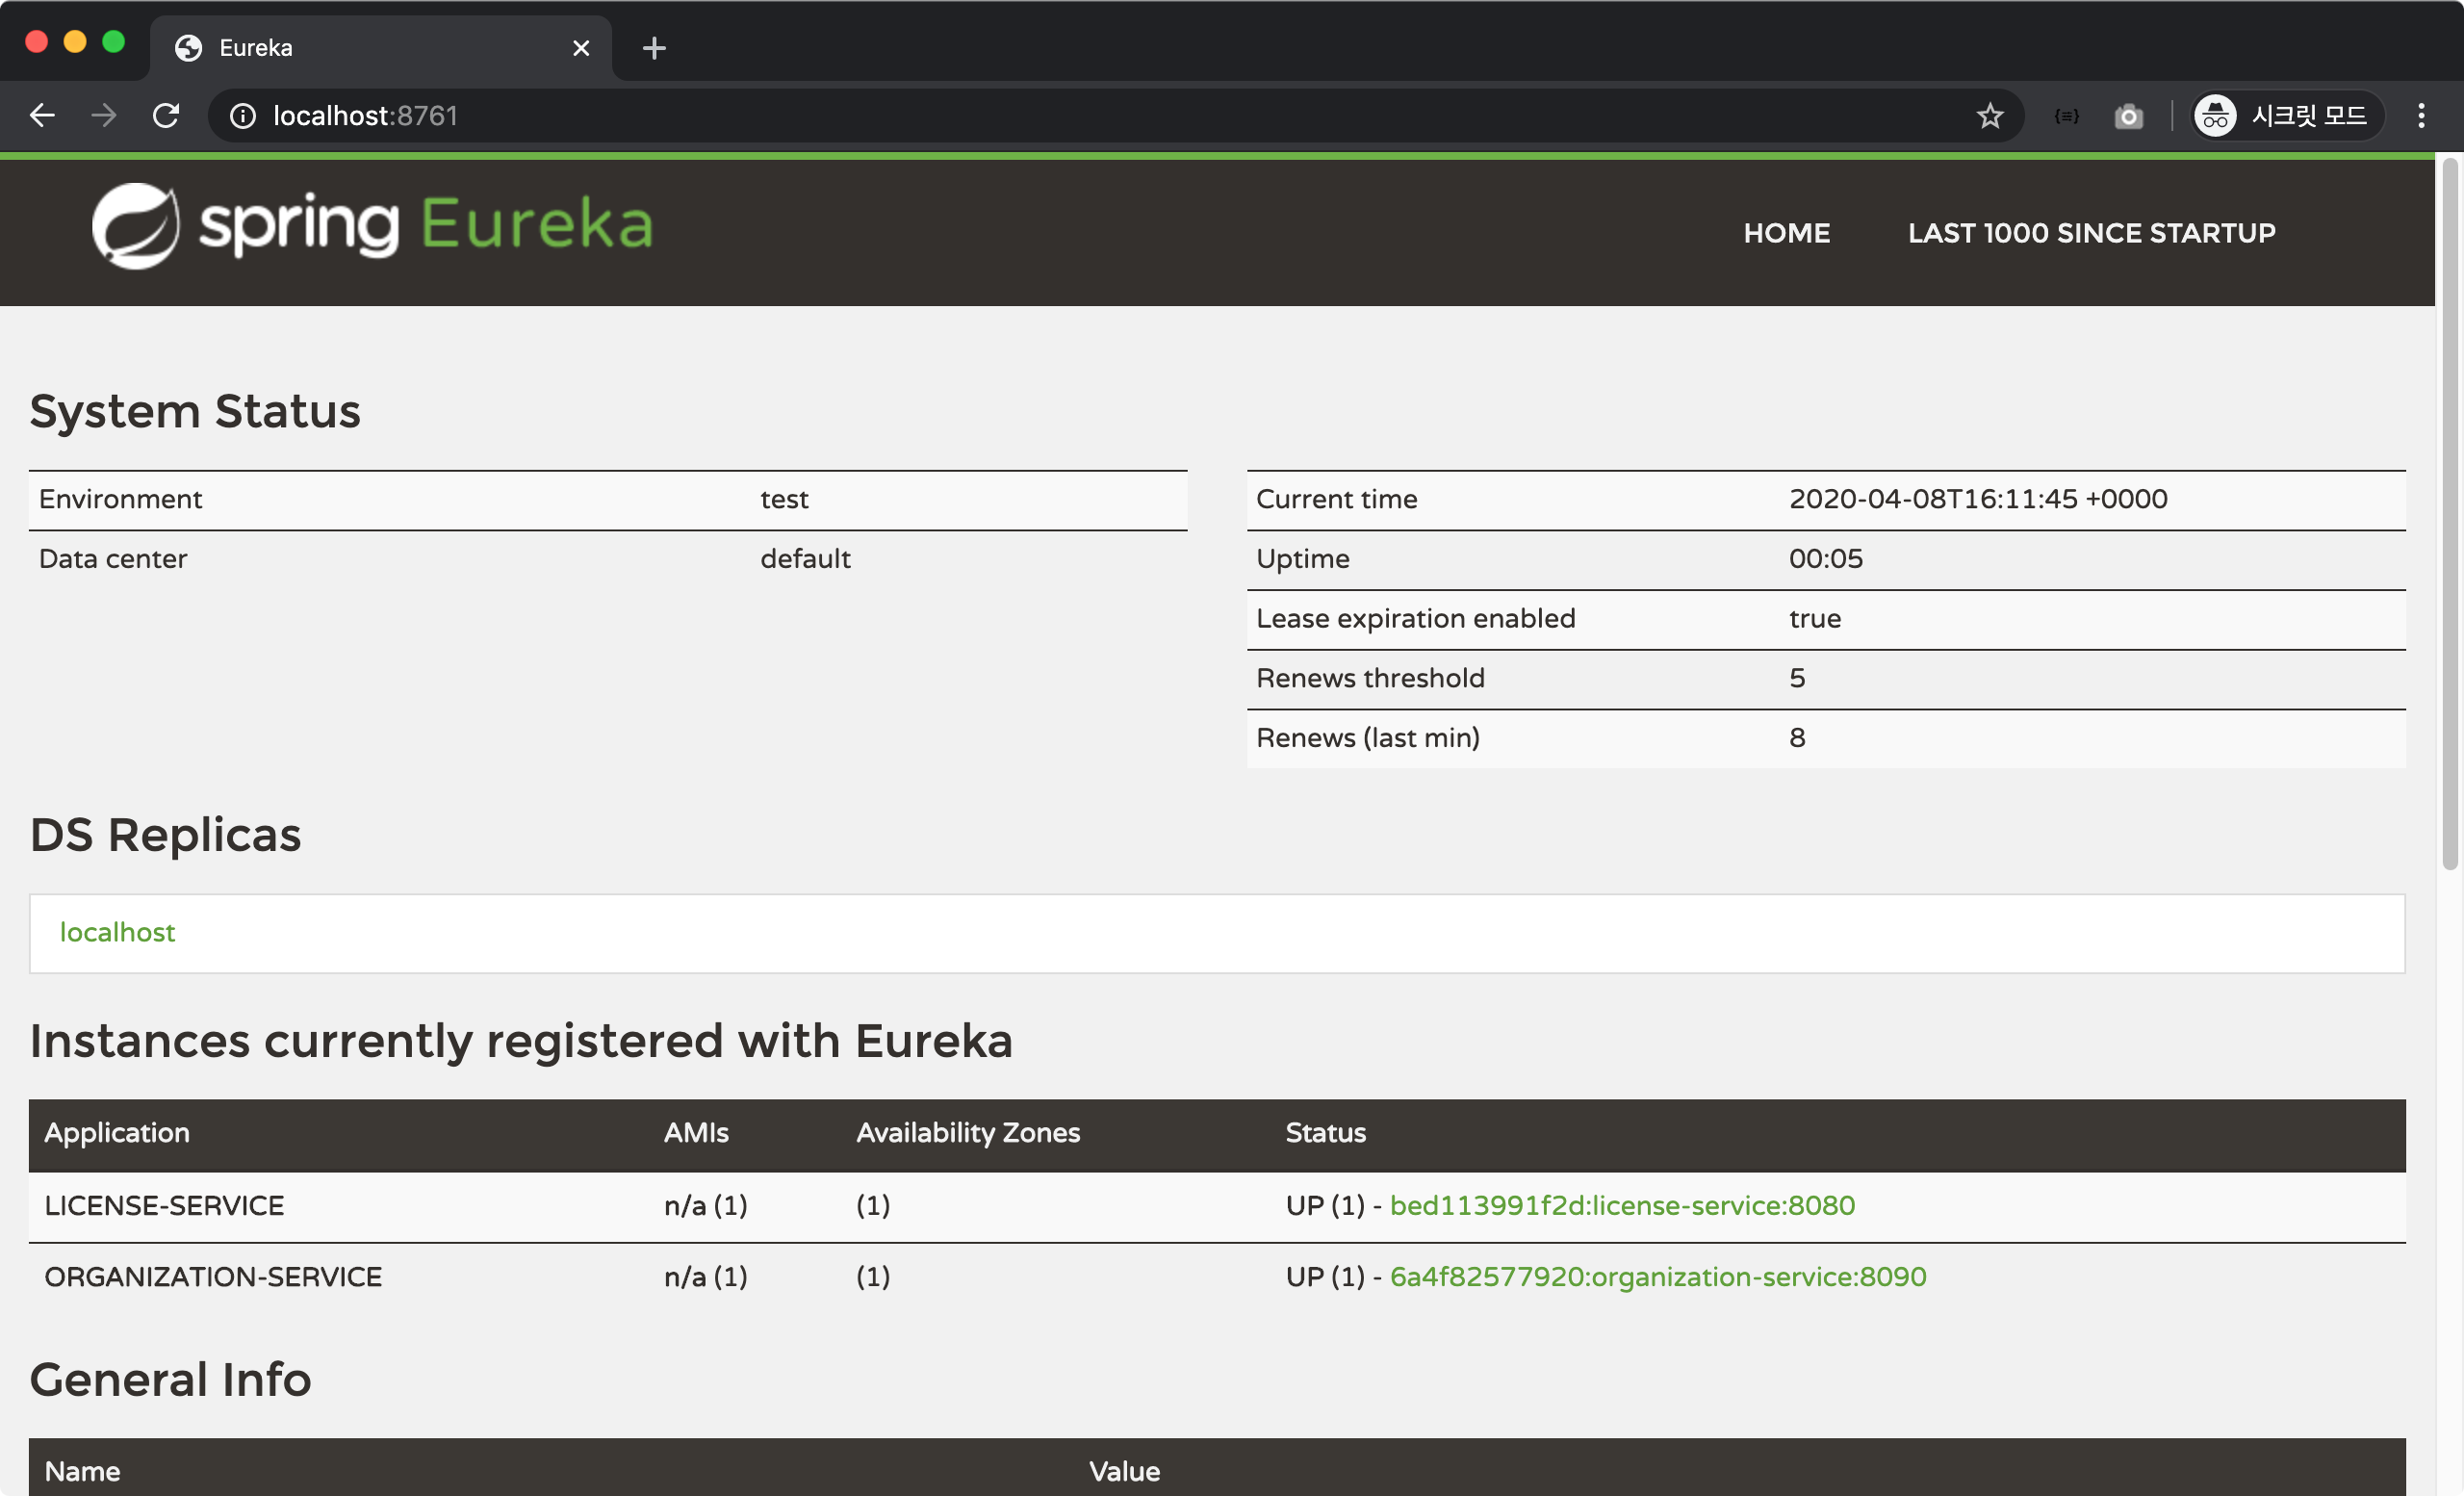 Eureka
localhost:8761
시크릿 모드
spring Eureka
HOME LAST 1000 SINCE STARTUP
System Status
Environment test
Data center default
Current time 2020-04-08T16:11:45 +0000
Uptime 00:05
Lease expiration enabled true
Renews threshold 5
Renews (last min) 8
DS Replicas
localhost
Instances currently registered with Eureka
Application AMIs Availability Zones Status
LICENSE-SERVICE n/a (1) (1) UP (1) - bed113991f2d:license-service:8080
ORGANIZATION-SERVICE n/a (1) (1) UP (1) - 6a4f82577920:organization-service:8090
General Info
Name Value